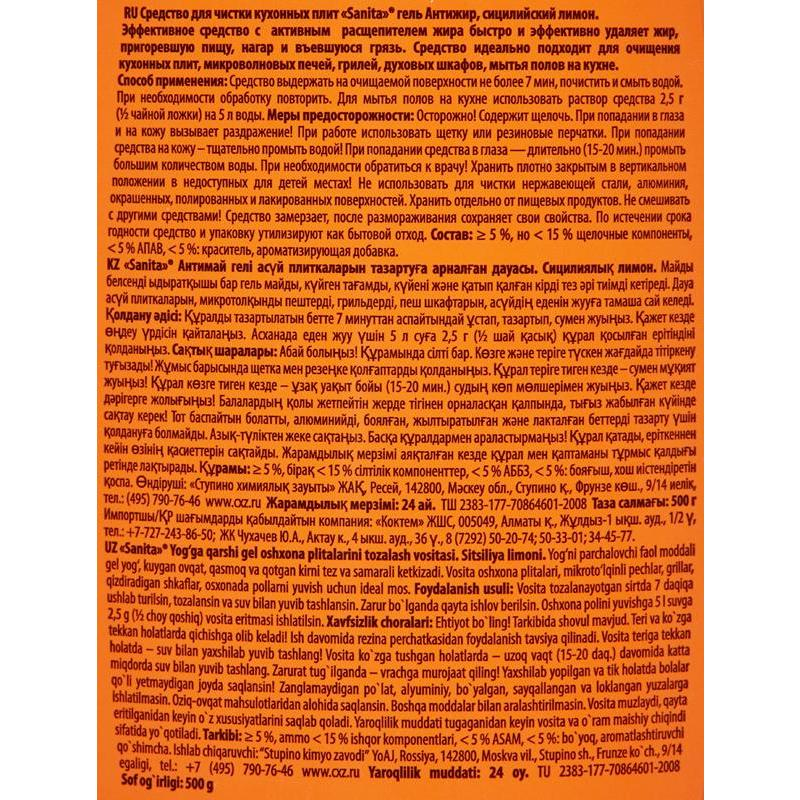 RU Средство для чистки кухонных плит «Sanita»® гель Антижир, сицилийский лимон.
Эффективное средство с активным расщепителем жира быстро и эффективно удаляет жир,
пригоревшую пищу, нагар и въевшуюся грязь. Средство идеально подходит для очищения
кухонных плит, микроволновых печей, грилей, духовых шкафов, мытья полов на кухне.
Способ применения: Средство выдержать на очищаемой поверхности не более 7 мин, почистить и смыть водой.
При необходимости обработку повторить. Для мытья полов на кухне использовать раствор средства 2,5 г
(½ чайной ложки) на 5 л воды. Меры предосторожности: Осторожно! Содержит щелочь. При попадании в глаза
и на кожу вызывает раздражение! При работе использовать щетку или резиновые перчатки. При попадании
средства на кожу – тщательно промыть водой! При попадании средства в глаза — длительно (15-20 мин.) промыть
большим количеством воды. При необходимости обратиться к врачу! Хранить плотно закрытым в вертикальном
положении в недоступных для детей местах! Не использовать для чистки нержавеющей стали, алюминия,
окрашенных, полированных и лакированных поверхностей. Хранить отдельно от пищевых продуктов. Не смешивать
с другими средствами! Средство замерзает, после размораживания сохраняет свои свойства. По истечении срока
годности средство и упаковку утилизируют как бытовой отход. Состав: ≥ 5 %, но < 15 % щелочные компоненты,
< 5 % АПАВ, < 5 %: краситель, ароматизирующая добавка.
KZ «Sanita»® Антимай гелі асүй плиткаларын тазартуға арналған дауасы. Сицилиялық лимон. Майды
белсенді ыдыратқышы бар гель майды, күйген тағамды, күйені және қатып қалған кірді тез әрі тиімді кетіреді. Дауа
асүй плиткаларын, микротолқынды пештерді, грильдерді, пеш шкафтарын, асүйдің еденін жууға тамаша сай келеді.
Қолдану әдісі: Құралды тазартылатын бетте 7 минуттан аспайтындай ұстап, тазартып, сумен жуыңыз. Қажет кезде
өңдеу үрдісін қайталаңыз. Асханада еден жуу үшін 5 л суға 2,5 г (½ шай қасық) құрал қосылған ерітіндіні
қолданыңыз. Сақтық шаралары: Абай болыңыз! Құрамында сілті бар. Көзге және теріге түскен жағдайда тітіркену
туғызады! Жұмыс барысында щетка мен резеңке қолғаптарды қолданыңыз. Құрал теріге тиген кезде – сумен мұқият
жуыңыз! Құрал көзге тиген кезде – ұзақ уақыт бойы (15-20 мин.) судың көп мөлшерімен жуыңыз. Қажет кезде
дәрігерге жолығыңыз! Балалардың қолы жетпейтін жерде тігінен орналасқан қалпында, тығыз жабылған күйінде
сақтау керек! Тот баспайтын болатты, алюминийді, боялған, жылтыратылған және лакталған беттерді тазарту үшін
қолдануға болмайды. Азық-түліктен жеке сақтаңыз. Басқа құралдармен араластырмаңыз! Құрал қатады, еріткеннен
кейін өзінің қасиеттерін сақтайды. Жарамдылық мерзімі аяқталған кезде құрал мен қаптаманы тұрмыс қалдығы
ретінде лақтырады. Құрамы: ≥ 5 %, бірақ < 15 % сілтілік компоненттер, < 5 % АББЗ, < 5 %: бояғыш, хош иістендіретін
қоспа. Өндіруші: «Ступино химиялық зауыты» ЖАҚ, Ресей, 142800, Мәскеу обл., Ступино қ., Фрунзе көш., 9/14 иелік,
тел.: (495) 790-76-46 www.cxz.ru Жарамдылық мерзімі: 24 ай. ТШ 2383-177-70864601-2008 Таза салмағы: 500 г
Импортшы/ҚР шағымдарды қабылдайтын компания: «Коктем» ЖШС, 005049, Алматы қ., Жұлдыз-1 ықш. ауд., 1/2 ү,
т.: +7-727-243-86-50; ЖК Чухачев Ю.А., Актау к., 4 ықш. ауд., 36 ү., 8 (7292) 50-20-74; 50-33-01; 34-45-77.
UZ «Sanita»® Yog‘ga qarshi gel oshxona plitalarini tozalash vositasi. Sitsiliya limoni. Yog‘ni parchalovchi faol moddali
gel yog‘, kuygan ovqat, qasmoq va qotgan kirni tez va samarali ketkizadi. Vosita oshxona plitalari, mikroto‘lqinli pechlar, grillar,
qizdiradigan shkaflar, osxonada pollarni yuvish uchun ideal mos. Foydalanish usuli: Vosita tozalanayotgan sirtda 7 daqiqa
ushlab turilsin, tozalansin va suv bilan yuvib tashlansin. Zarur bo`lganda qayta ishlov berilsin. Oshxona polini yuvishga 5 l suvga
2,5 g (½ choy qoshiq) vosita eritmasi ishlatilsin. Xavfsizlik choralari: Ehtiyot bo`ling! Tarkibida shovul mavjud. Teri va ko`zga
tekkan holatlarda qichishga olib keladi! Ish davomida rezina perchatkasidan foydalanish tavsiya qilinadi. Vosita teriga tekkan
holatda – suv bilan yaxshilab yuvib tashlang! Vosita ko`zga tushgan holatlarda – uzoq vaqt (15-20 daq.) davomida katta
miqdorda suv bilan yuvib tashlang. Zarurat tug`ilganda – vrachga murojaat qiling! Yaxshilab yopilgan va tik holatda bolalar
qo`li yetmaydigan joyda saqlansin! Zanglamaydigan po`lat, alyuminiy, bo`yalgan, sayqallangan va loklangan yuzalarga
ishlatilmasin. Oziq-ovqat mahsulotlaridan alohida saqlansin. Boshqa moddalar bilan aralashtirilmasin. Vosita muzlaydi, qayta
eritilganidan keyin o`z xususiyatlarini saqlab qoladi. Yaroqlilik muddati tugaganidan keyin vosita va o`ram maishiy chiqindi
sifatida yo`qotiladi. Tarkibi: ≥ 5 %, ammo < 15 % ishqor komponentlari, < 5 % ASAM, < 5 %: bo`yoq, aromatlashtiruvchi
qo`shimcha. Ishlab chiqaruvchi: “Stupino kimyo zavodi” YoAJ, Rossiya, 142800, Moskva vil., Stupino sh., Frunze ko`ch., 9/14
egaligi, tel.: +7 (495) 790-76-46 www.cxz.ru Yaroqlilik muddati: 24 oy. TU 2383-177-70864601-2008
Sof og`irligi: 500 g